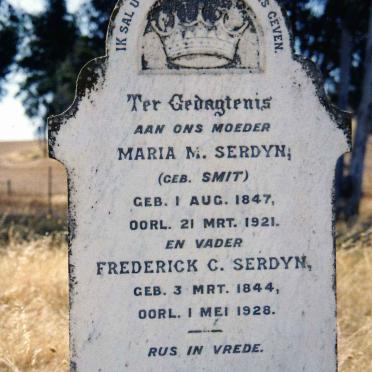 IK SAL U GEVEN.
Ter Gedagtenis
AAN ONS MOEDER
MARIA M. SERDYN,
(GEB. SMIT)
GEB. 1 AUG. 1847,
OORL. 21 MRT. 1921.
EN VADER
FREDERICK C. SERDYN,
GEB. 3 MRT. 1844,
OORL. 1 MEI 1928.
RUS IN VREDE.